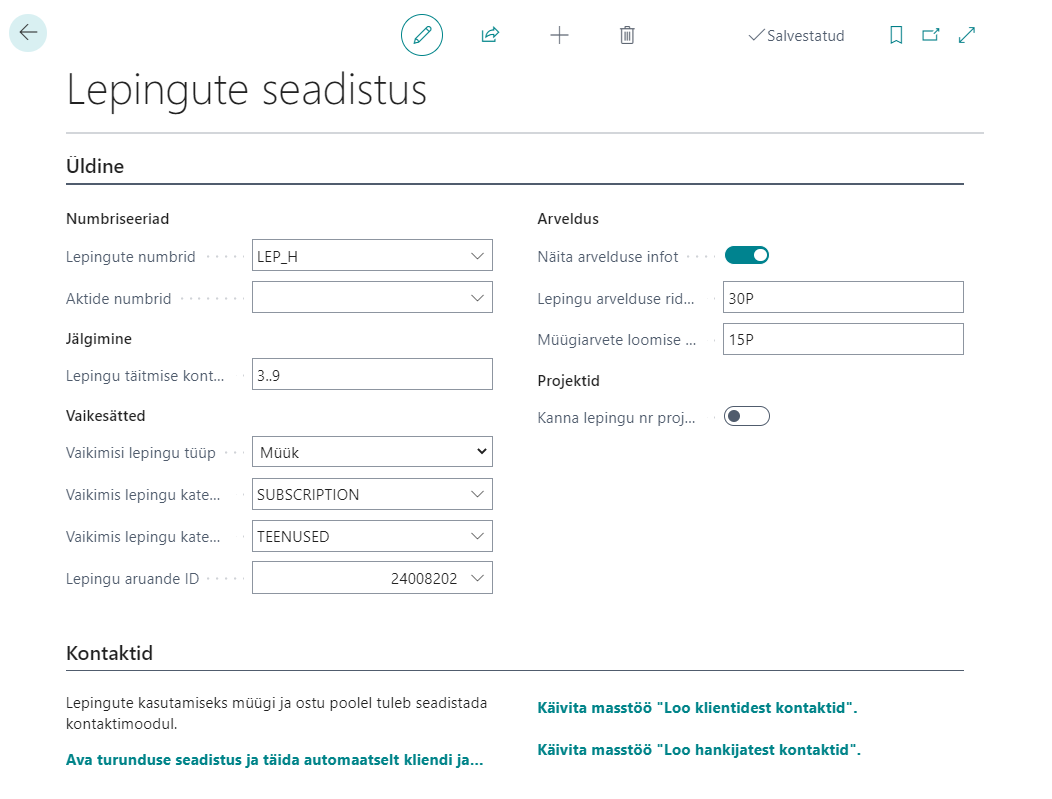 Salvestatud
Lepingute seadistus
Üldine
Numbriseeriad
Lepingute numbrid
LEP_H
Aktide numbrid
Jälgimine
Lepingu täitmise kont...
3..9
Vaikesätted
Vaikimisi lepingu tüüp
Müük
Vaikimis lepingu kate...
SUBSCRIPTION
Vaikimis lepingu kate...
TEENUSED
Lepingu aruande ID
24008202
Arveldus
Näita arvelduse infot
Lepingu arvelduse rid...
30P
Müügiarvete loomise ...
15P
Projektid
Kanna lepingu nr proj...
Kontaktid
Lepingute kasutamiseks müügi ja ostu poolel tuleb seadistada
kontaktimoodul.
Ava turunduse seadistus ja täida automaatselt kliendi ja...
Käivita masstöö "Loo klientidest kontaktid".
Käivita masstöö "Loo hankijatest kontaktid".